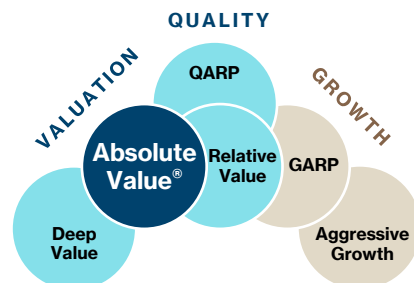 QUALITY
VALUATION
GROWTH
QARP
Absolute
Value®
Relative
Value
GARP
Deep
Value
Aggressive
Growth